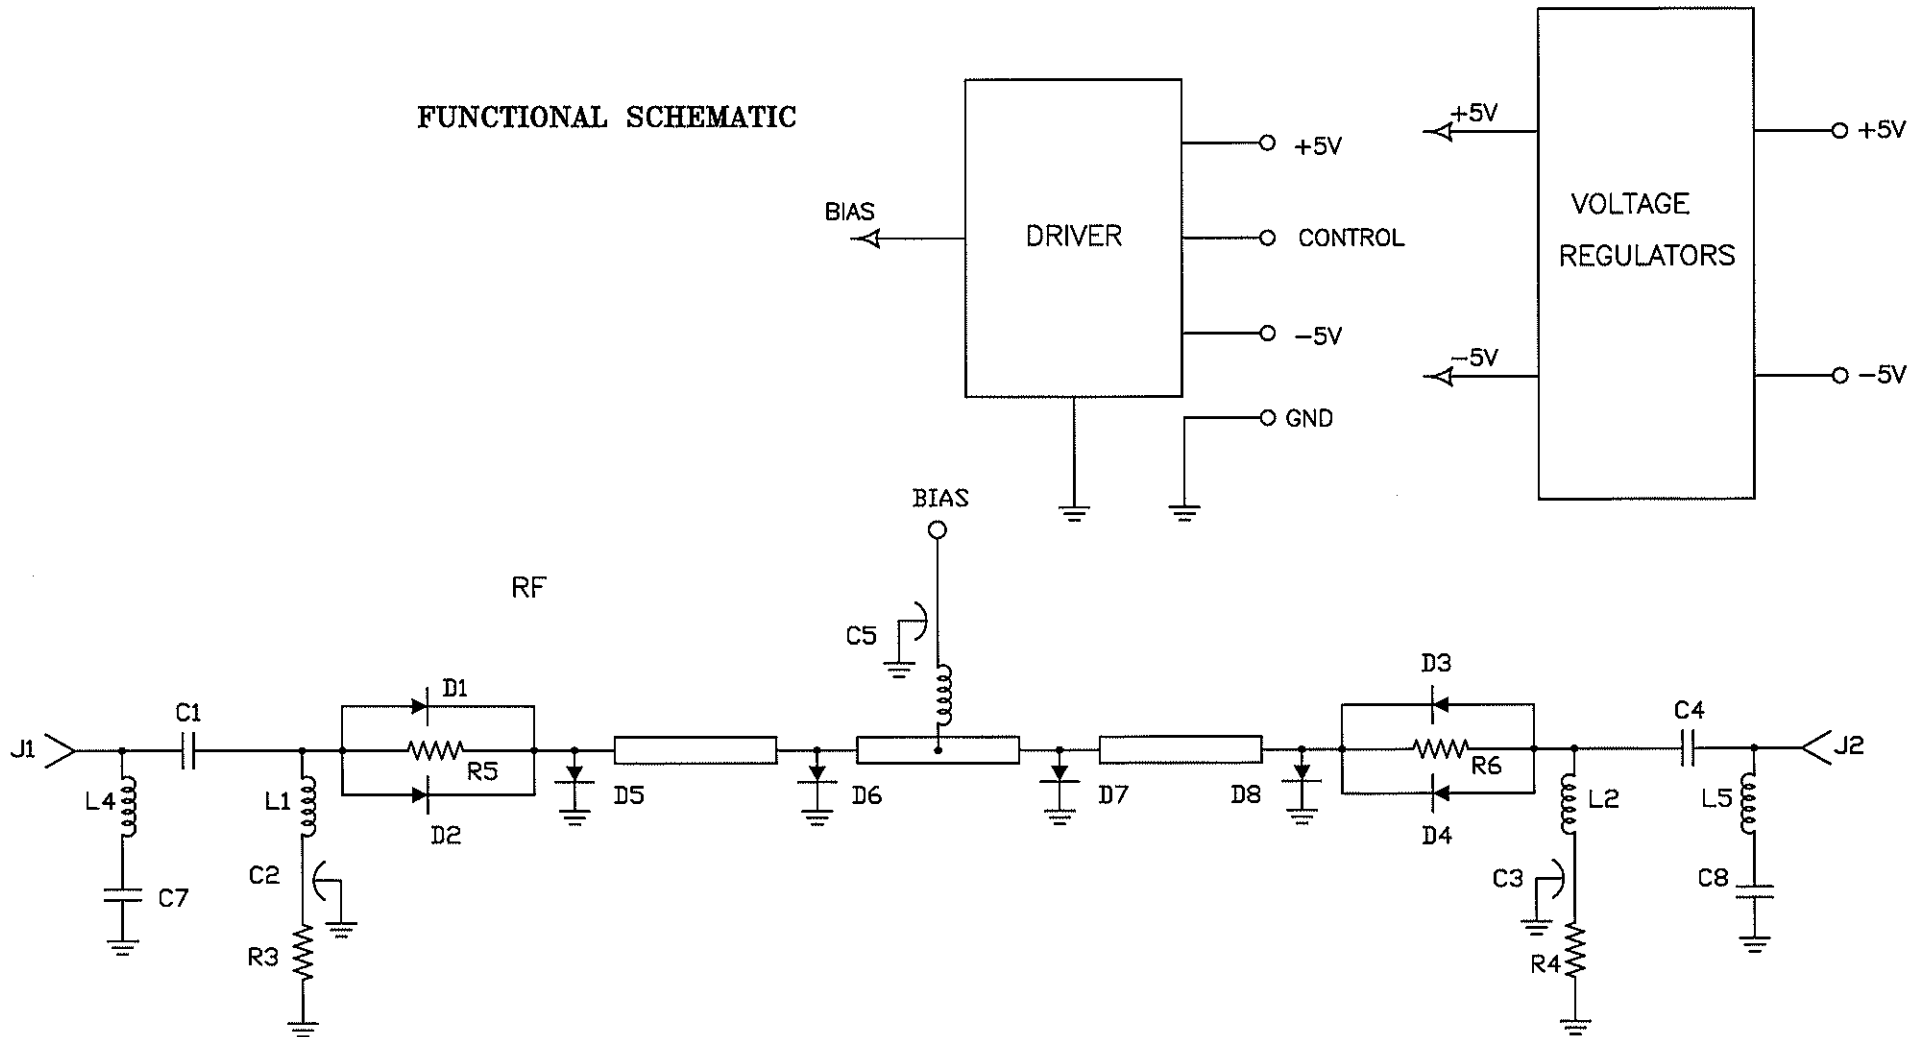 FUNCTIONAL SCHEMATIC
BIAS
DRIVER
+5V
CONTROL
-5V
GND
+5V
-5V
VOLTAGE
REGULATORS
+5V
-5V
BIAS
RF
C5
J1
C1
L4
C7
L1
C2
R3
D1
R5
D2
D5
D6
D7
D8
D3
R6
D4
L2
C3
R4
C4
L5
C8
J2